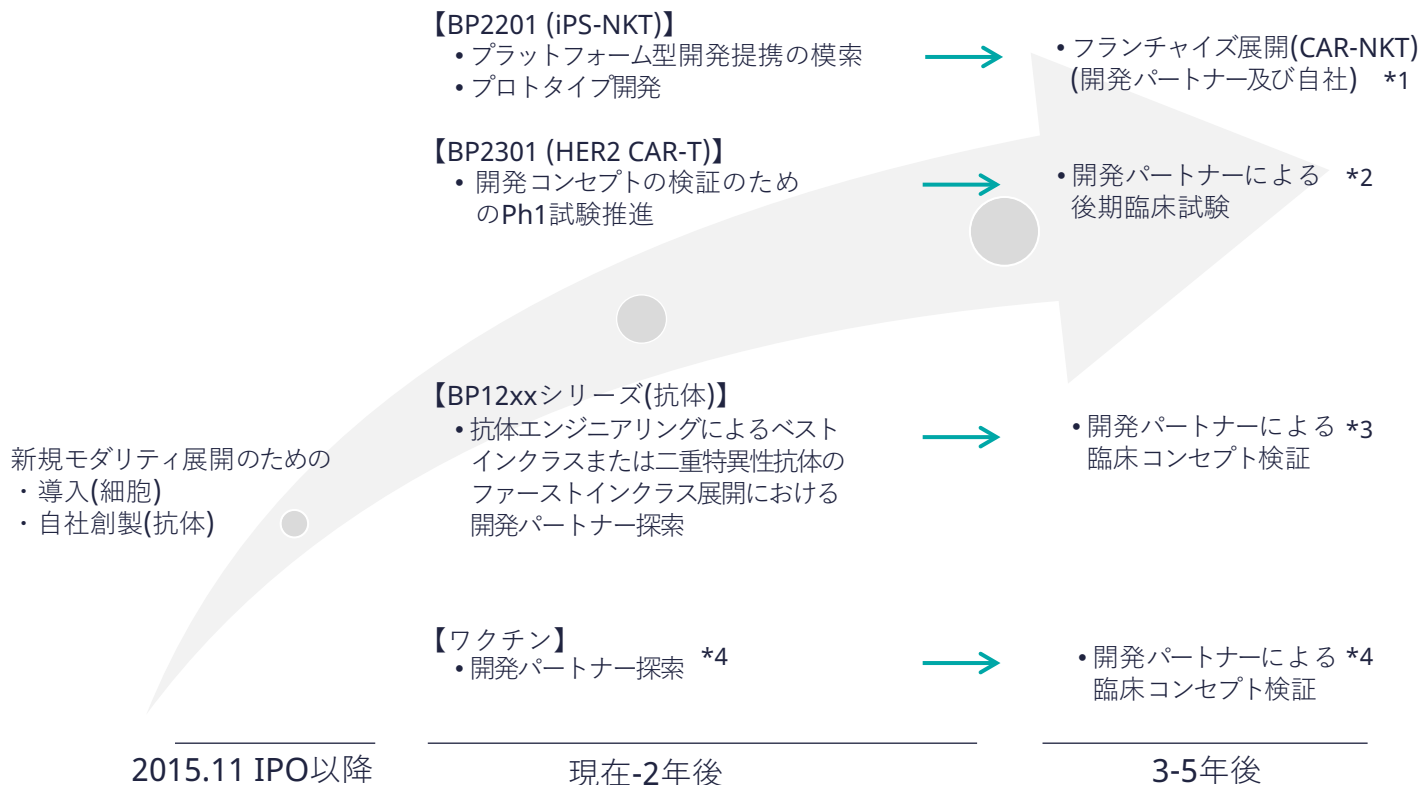 【BP2201 (iPS-NKT)】
• プラットフォーム型開発提携の模索
• プロトタイプ開発
• フランチャイズ展開(CAR-NKT)
(開発パートナー及び自社) *1
【BP2301 (HER2 CAR-T)】
• 開発コンセプトの検証のため
のPh1試験推進
• 開発パートナーによる *2
後期臨床試験
【BP12xxシリーズ(抗体)】
• 抗体エンジニアリングによるベスト
インクラスまたは二重特異性抗体の
ファーストインクラス展開における
開発パートナー探索
• 開発パートナーによる *3
臨床コンセプト検証
新規モダリティ展開のための
・導入(細胞)
・自社創製(抗体)
【ワクチン】
• 開発パートナー探索 *4
• 開発パートナーによる *4
臨床コンセプト検証
2015.11 IPO以降
現在-2年後
3-5年後